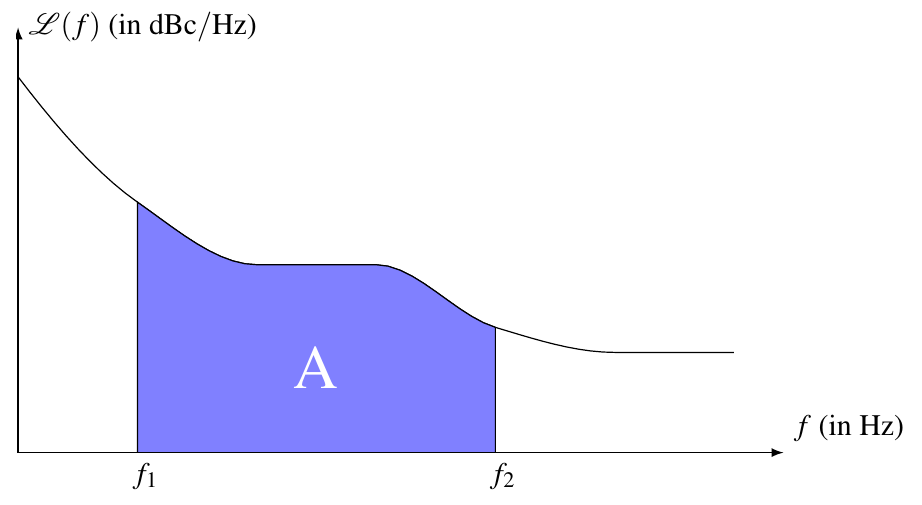 ℒ(f) (in dBc/Hz)
A
f (in Hz)
f₁
f₂